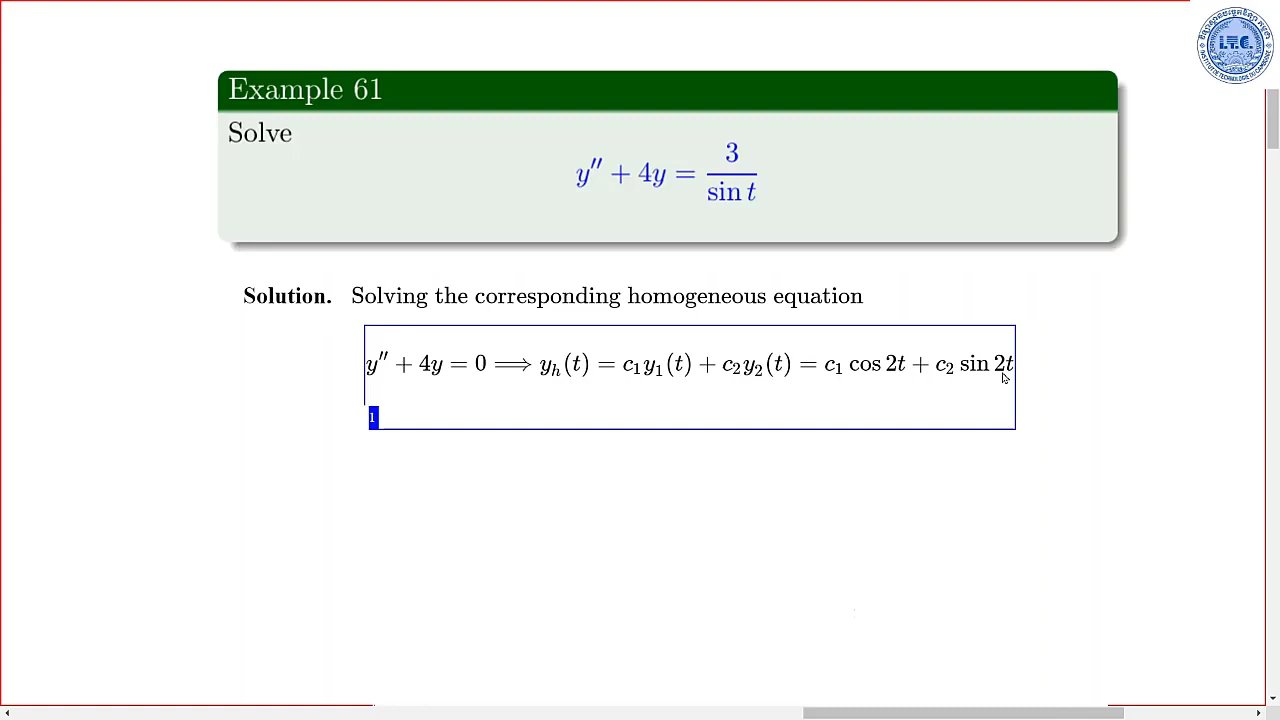 I.T.C.
Example 61
Solve
y'' + 4y = 3 / sin t
Solution. Solving the corresponding homogeneous equation
y'' + 4y = 0 ⟹ y_h(t) = c_1y_1(t) + c_2y_2(t) = c_1 cos 2t + c_2 sin 2t
1